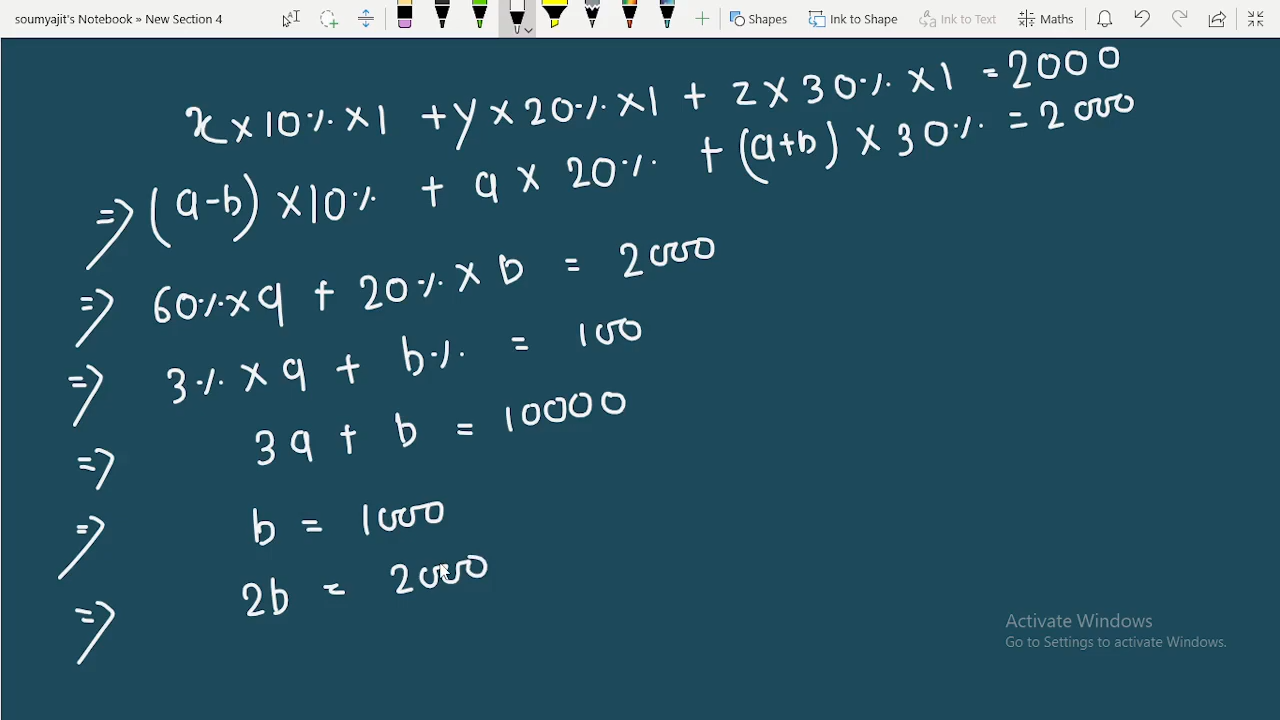 soumyajit's Notebook » New Section 4
Shapes Ink to Shape Ink to Text Maths
x × 10% × 1 + y × 20% × 1 + z × 30% × 1 = 2000
=> (a-b) × 10% + a × 20% + (a+b) × 30% = 2000
=> 60% × a + 20% × b = 2000
=> 3% × a + b% = 100
=> 3a + b = 10000
=> b = 1000
=> 2b = 2000
Activate Windows
Go to Settings to activate Windows.